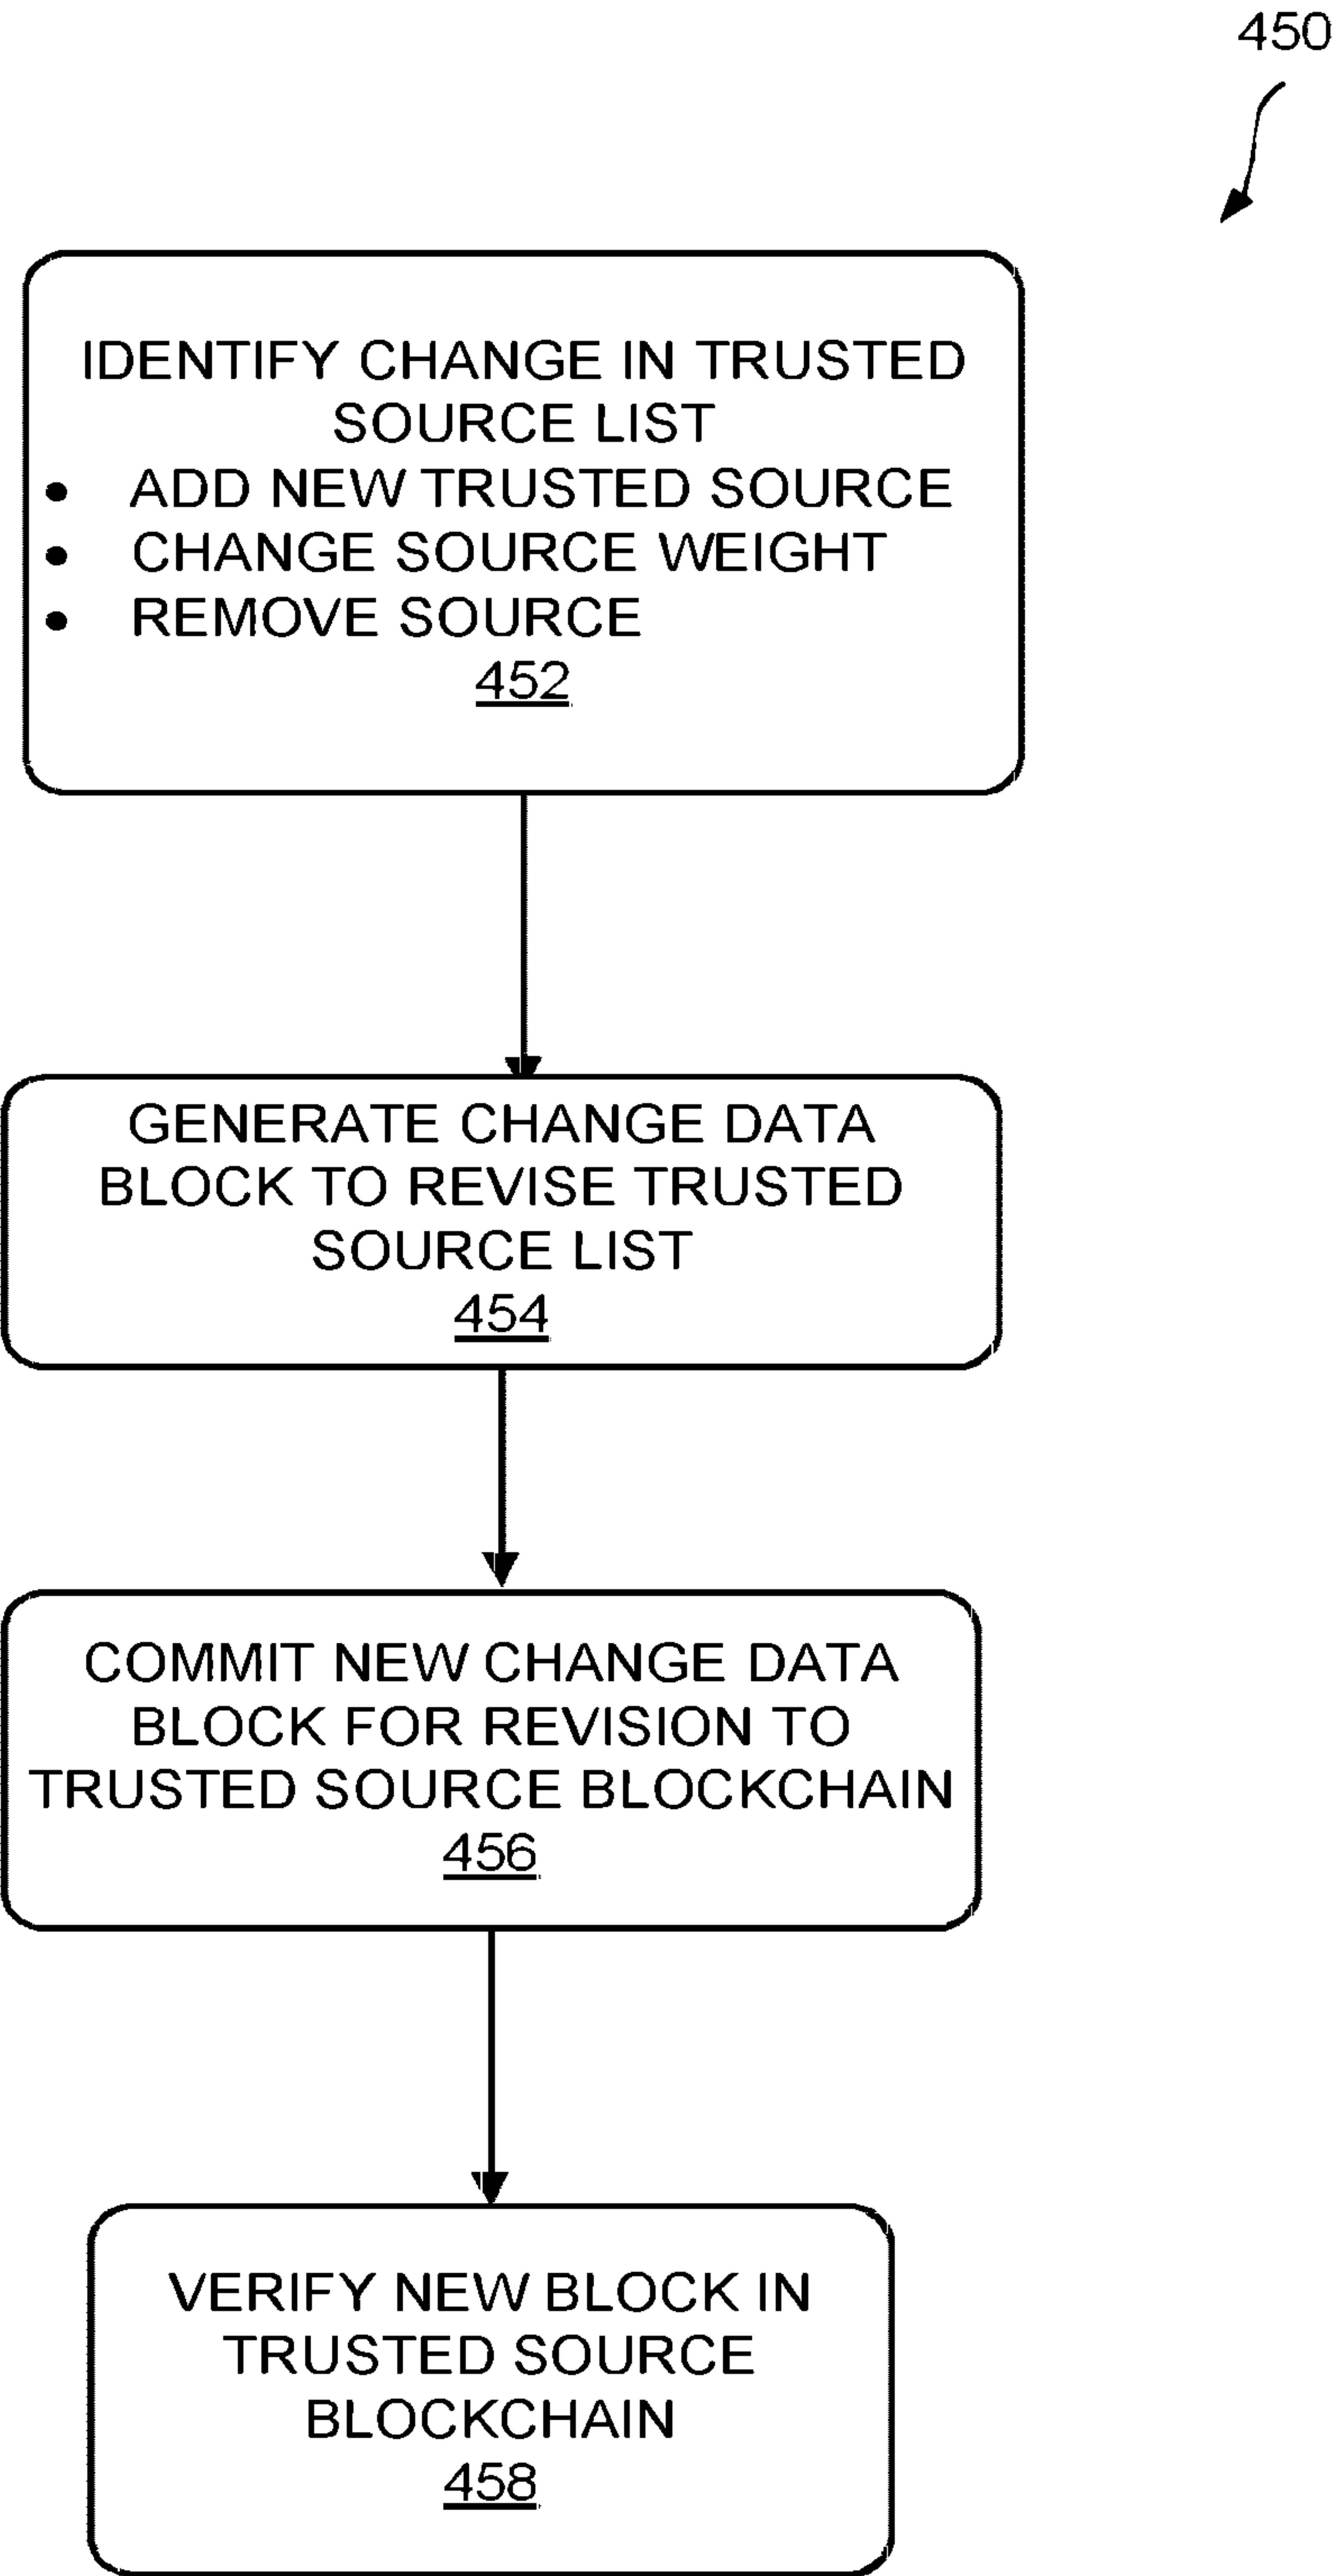 450
IDENTIFY CHANGE IN TRUSTED
SOURCE LIST
• ADD NEW TRUSTED SOURCE
• CHANGE SOURCE WEIGHT
• REMOVE SOURCE
452
GENERATE CHANGE DATA
BLOCK TO REVISE TRUSTED
SOURCE LIST
454
COMMIT NEW CHANGE DATA
BLOCK FOR REVISION TO
TRUSTED SOURCE BLOCKCHAIN
456
VERIFY NEW BLOCK IN
TRUSTED SOURCE
BLOCKCHAIN
458